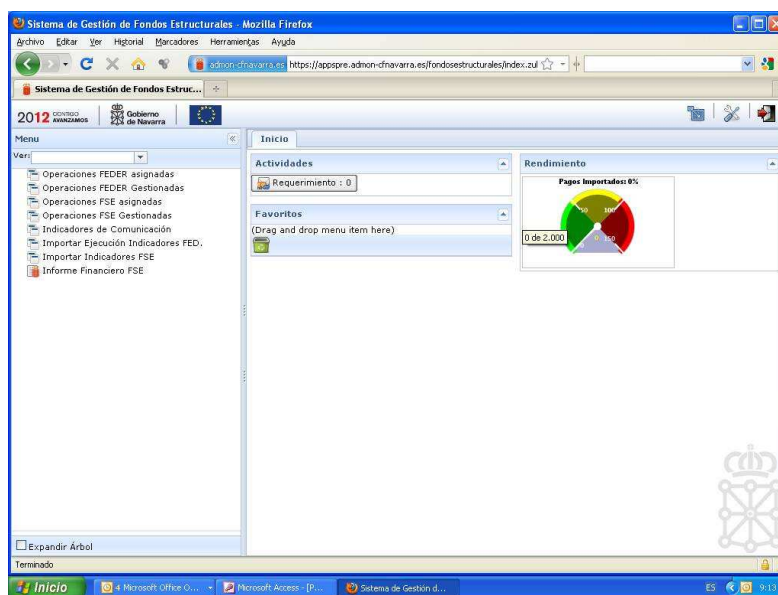 Sistema de Gestión de Fondos Estructurales - Mozilla Firefox
Archivo Editar Ver Historial Marcadores Herramientas Ayuda
admon-cfnavarra.es https://appspre.admon-cfnavarra.es/fondosestructurales/index.zul
Sistema de Gestión de Fondos Estruc...
2012 CONTIGO AVANZAMOS Gobierno de Navarra
Menu
Inicio
Ver:
Actividades
Rendimiento
Operaciones FEDER asignadas
Operaciones FEDER Gestionadas
Operaciones FSE asignadas
Operaciones FSE Gestionadas
Indicadores de Comunicación
Importar Ejecución Indicadores FED.
Importar Indicadores FSE
Informe Financiero FSE
Requerimiento : 0
Favoritos
(Drag and drop menu item here)
Pagos Importados: 0%
50 100
0 de 2.000
0 150
Expandir Árbol
Terminado
Inicio
4 Microsoft Office O...
Microsoft Access - [P...
Sistema de Gestión d...
ES
9:13